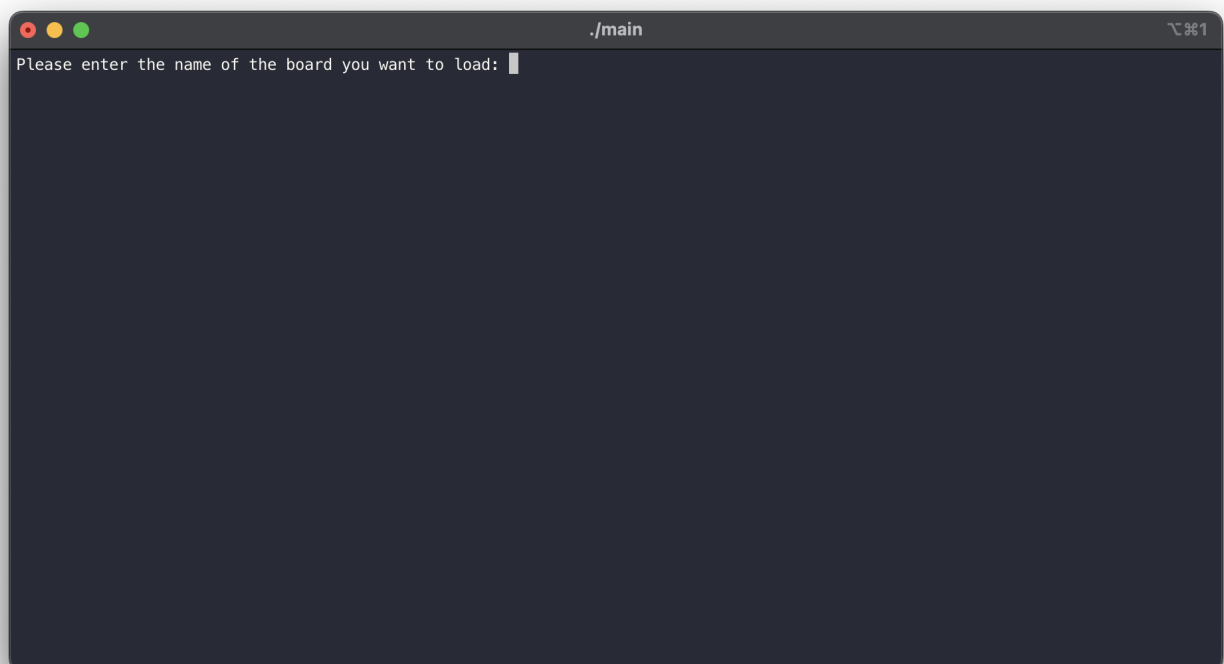 ./main
⌥⌘1
Please enter the name of the board you want to load: